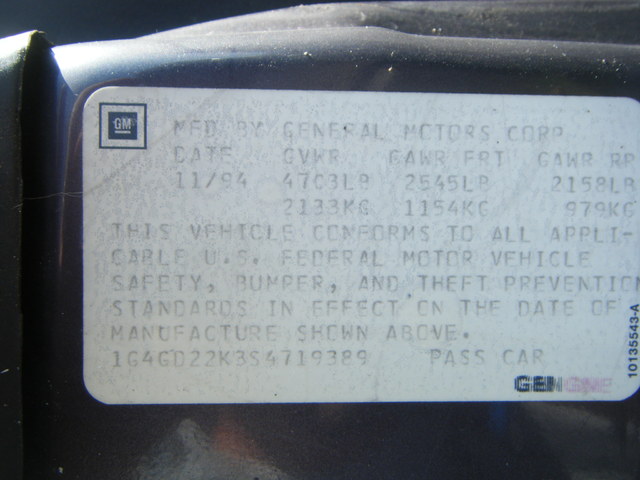 GM
MFD BY GENERAL MOTORS CORP
DATE GVWR GAWR FRT GAWR RR
11/94 4703LB 2545LB 2158LB
2133KG 1154KG 979KG
THIS VEHICLE CONFORMS TO ALL APPLI-
CABLE U.S. FEDERAL MOTOR VEHICLE
SAFETY, BUMPER, AND THEFT PREVENTION
STANDARDS IN EFFECT ON THE DATE OF
MANUFACTURE SHOWN ABOVE.
1G4GD22K3S4719389 PASS CAR
10135543-A